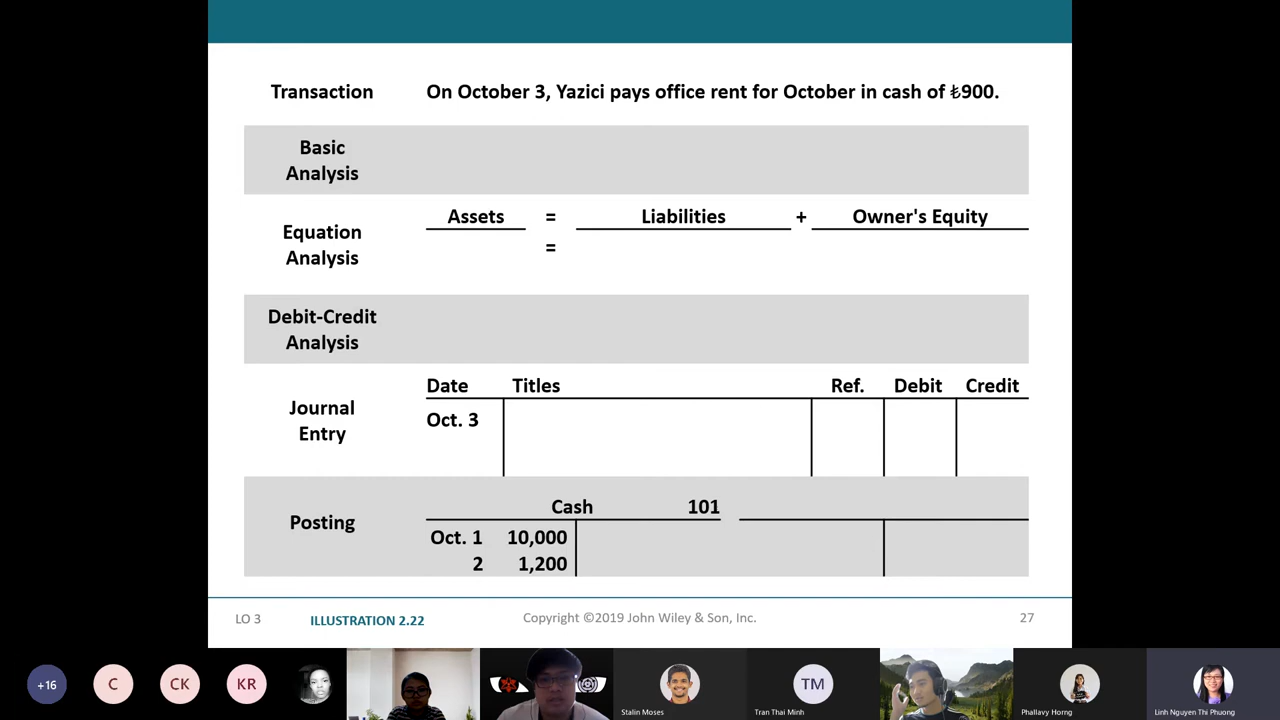 Transaction On October 3, Yazici pays office rent for October in cash of ₺900.
Basic
Analysis
Assets = Liabilities + Owner's Equity
Equation
Analysis
=
Debit-Credit
Analysis
Date Titles Ref. Debit Credit
Journal
Entry
Oct. 3
Posting
Cash 101
Oct. 1 10,000
2 1,200
LO 3 ILLUSTRATION 2.22 Copyright ©2019 John Wiley & Son, Inc. 27
+16 C CK KR TM
Stalin Moses Tran Thai Minh Phallavy Horng Linh Nguyen Thi Phuong